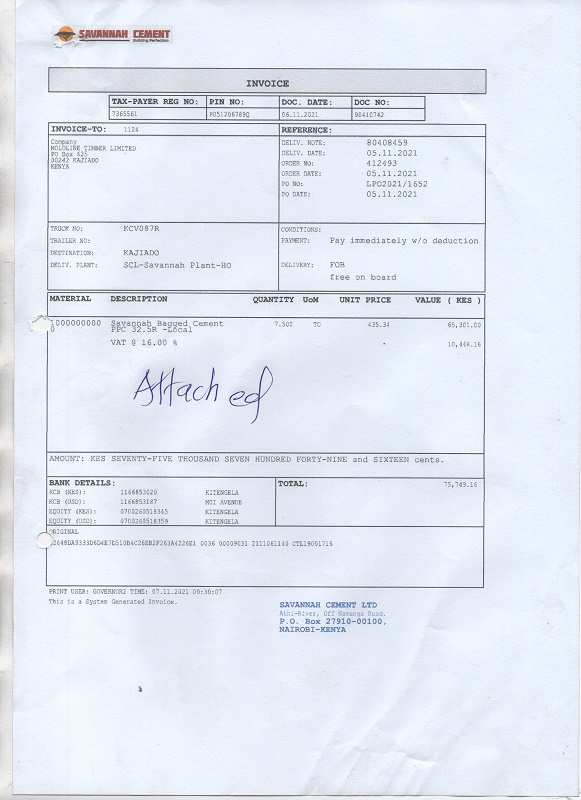 SAVANNAH CEMENT
Building Perfection
INVOICE
TAX-PAYER REG NO: PIN NO: DOC. DATE: DOC NO:
7365561 P051206789Q 06.11.2021 90410742
INVOICE-TO: 1124 REFERENCE:
Company
MOLDLINE TIMBER LIMITED
PO Box 625
00242 KAJIADO
KENYA
DELIV. NOTE: 80408459
DELIV. DATE: 05.11.2021
ORDER NO: 412493
ORDER DATE: 05.11.2021
PO NO: LPO2021/1652
PO DATE: 05.11.2021
TRUCK NO: KCV087R
TRAILER NO:
DESTINATION: KAJIADO
DELIV. PLANT: SCL-Savannah Plant-HO
CONDITIONS:
PAYMENT: Pay immediately w/o deduction
DELIVERY: FOB
free on board
MATERIAL DESCRIPTION QUANTITY UoM UNIT PRICE VALUE ( KES )
1000000000 Savannah Bagged Cement 7.500 TO 435.34 65,301.00
0 PPC 32.5R -Local
VAT @ 16.00 % 10,448.16
Attached
AMOUNT: KES SEVENTY-FIVE THOUSAND SEVEN HUNDRED FORTY-NINE and SIXTEEN cents.
BANK DETAILS: TOTAL: 75,749.16
KCB (KES): 1166853020 KITENGELA
KCB (USD): 1166853187 MOI AVENUE
EQUITY (KES): 0700260518345 KITENGELA
EQUITY (USD): 0700260518359 KITENGELA
ORIGINAL
0036 00009031 2111061140 CTL19001716
PRINT USER: GOVERNOR2 TIME: 07.11.2021 00:30:07
This is a System Generated Invoice.
SAVANNAH CEMENT LTD
Athi-River, Off Namanga Road.
P.O. Box 27910-00100,
NAIROBI-KENYA